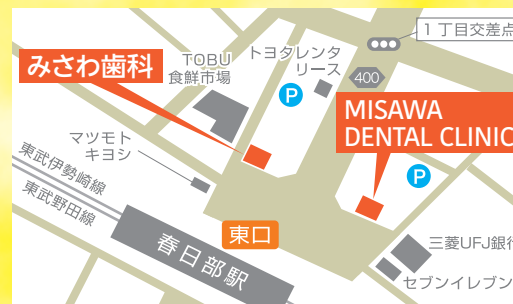 1丁目交差点
TOBU
食鮮市場
トヨタレンタ
リース
みさわ歯科
400
P
MISAWA
DENTAL CLINIC
マツモト
キヨシ
P
東武伊勢崎線
東武野田線
東口
春日部駅
三菱UFJ銀行
セブンイレブン